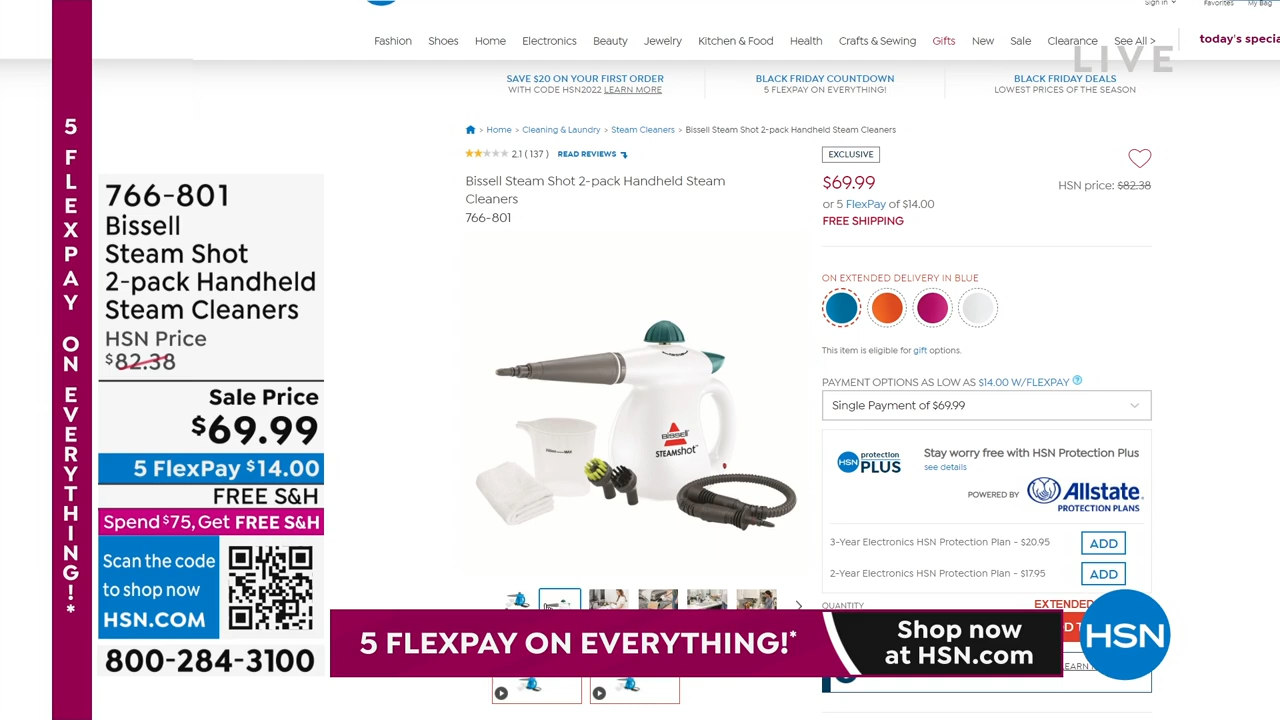 Sign in
Favorites
My Bag
Fashion
Shoes
Home
Electronics
Beauty
Jewelry
Kitchen & Food
Health
Crafts & Sewing
Gifts
New
Sale
Clearance
See All >
today's specia
LIVE
SAVE $20 ON YOUR FIRST ORDER
WITH CODE HSN2022 LEARN MORE
BLACK FRIDAY COUNTDOWN
5 FLEXPAY ON EVERYTHING!
BLACK FRIDAY DEALS
LOWEST PRICES OF THE SEASON
5 FLEXPAY ON EVERYTHING!*
> Home > Cleaning & Laundry > Steam Cleaners > Bissell Steam Shot 2-pack Handheld Steam Cleaners
2.1 ( 137 ) READ REVIEWS
Bissell Steam Shot 2-pack Handheld Steam
Cleaners
766-801
EXCLUSIVE
$69.99
HSN price: $82.38
or 5 FlexPay of $14.00
FREE SHIPPING
ON EXTENDED DELIVERY IN BLUE
This item is eligible for gift options.
PAYMENT OPTIONS AS LOW AS $14.00 W/FLEXPAY ?
Single Payment of $69.99
HSN protection PLUS
Stay worry free with HSN Protection Plus
see details
POWERED BY
Allstate
PROTECTION PLANS
3-Year Electronics HSN Protection Plan - $20.95
ADD
2-Year Electronics HSN Protection Plan - $17.95
ADD
QUANTITY
EXTENDED
D T
EARN
BISSELL
STEAMSHOT
766-801
Bissell
Steam Shot
2-pack Handheld
Steam Cleaners
HSN Price
$82.38
Sale Price
$69.99
5 FlexPay $14.00
FREE S&H
Spend $75, Get FREE S&H
Scan the code
to shop now
HSN.COM
800-284-3100
5 FLEXPAY ON EVERYTHING!*
Shop now
at HSN.com
HSN